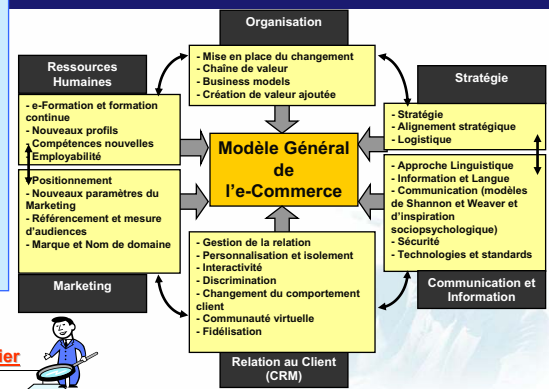 Organisation
- Mise en place du changement
- Chaîne de valeur
- Business models
- Création de valeur ajoutée
Ressources
Humaines
- e-Formation et formation
continue
- Nouveaux profils
- Compétences nouvelles
- Employabilité
Stratégie
- Stratégie
- Alignement stratégique
- Logistique
Modèle Général
de
l'e-Commerce
- Positionnement
- Nouveaux paramètres du
Marketing
- Référencement et mesure
d'audiences
- Marque et Nom de domaine
Marketing
- Approche Linguistique
- Information et Langue
- Communication (modèles
de Shannon et Weaver et
d'inspiration
sociopsychologique)
- Sécurité
- Technologies et standards
Communication et
Information
- Gestion de la relation
- Personnalisation et isolement
- Interactivité
- Discrimination
- Changement du comportement
client
- Communauté virtuelle
- Fidélisation
Relation au Client
(CRM)
ier